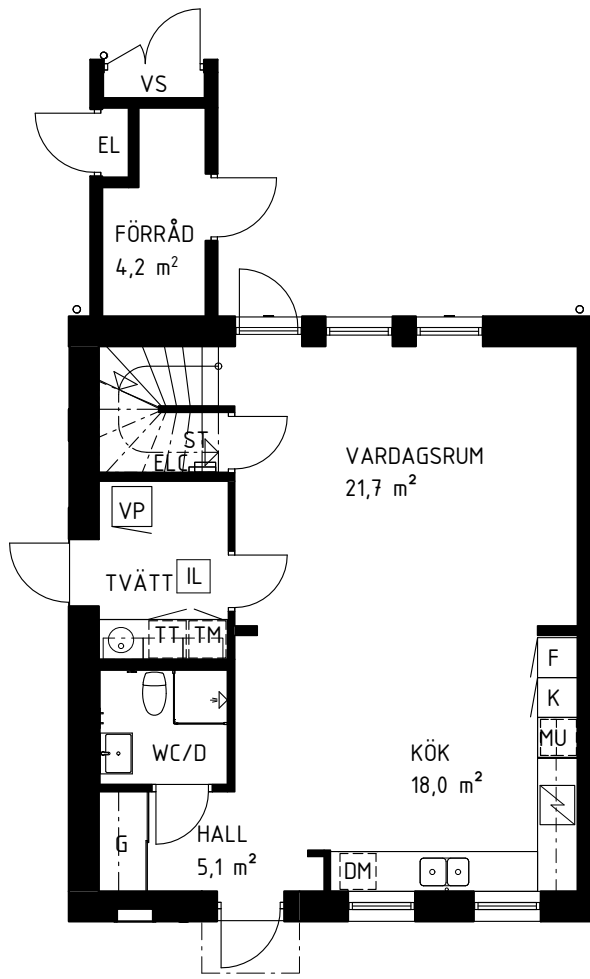 VS
EL
FÖRRÅD
4,2 m²
ST
ELC
VARDAGSRUM
21,7 m²
VP
TVÄTT
IL
TT
TM
F
K
MU
WC/D
KÖK
18,0 m²
G
HALL
5,1 m²
DM